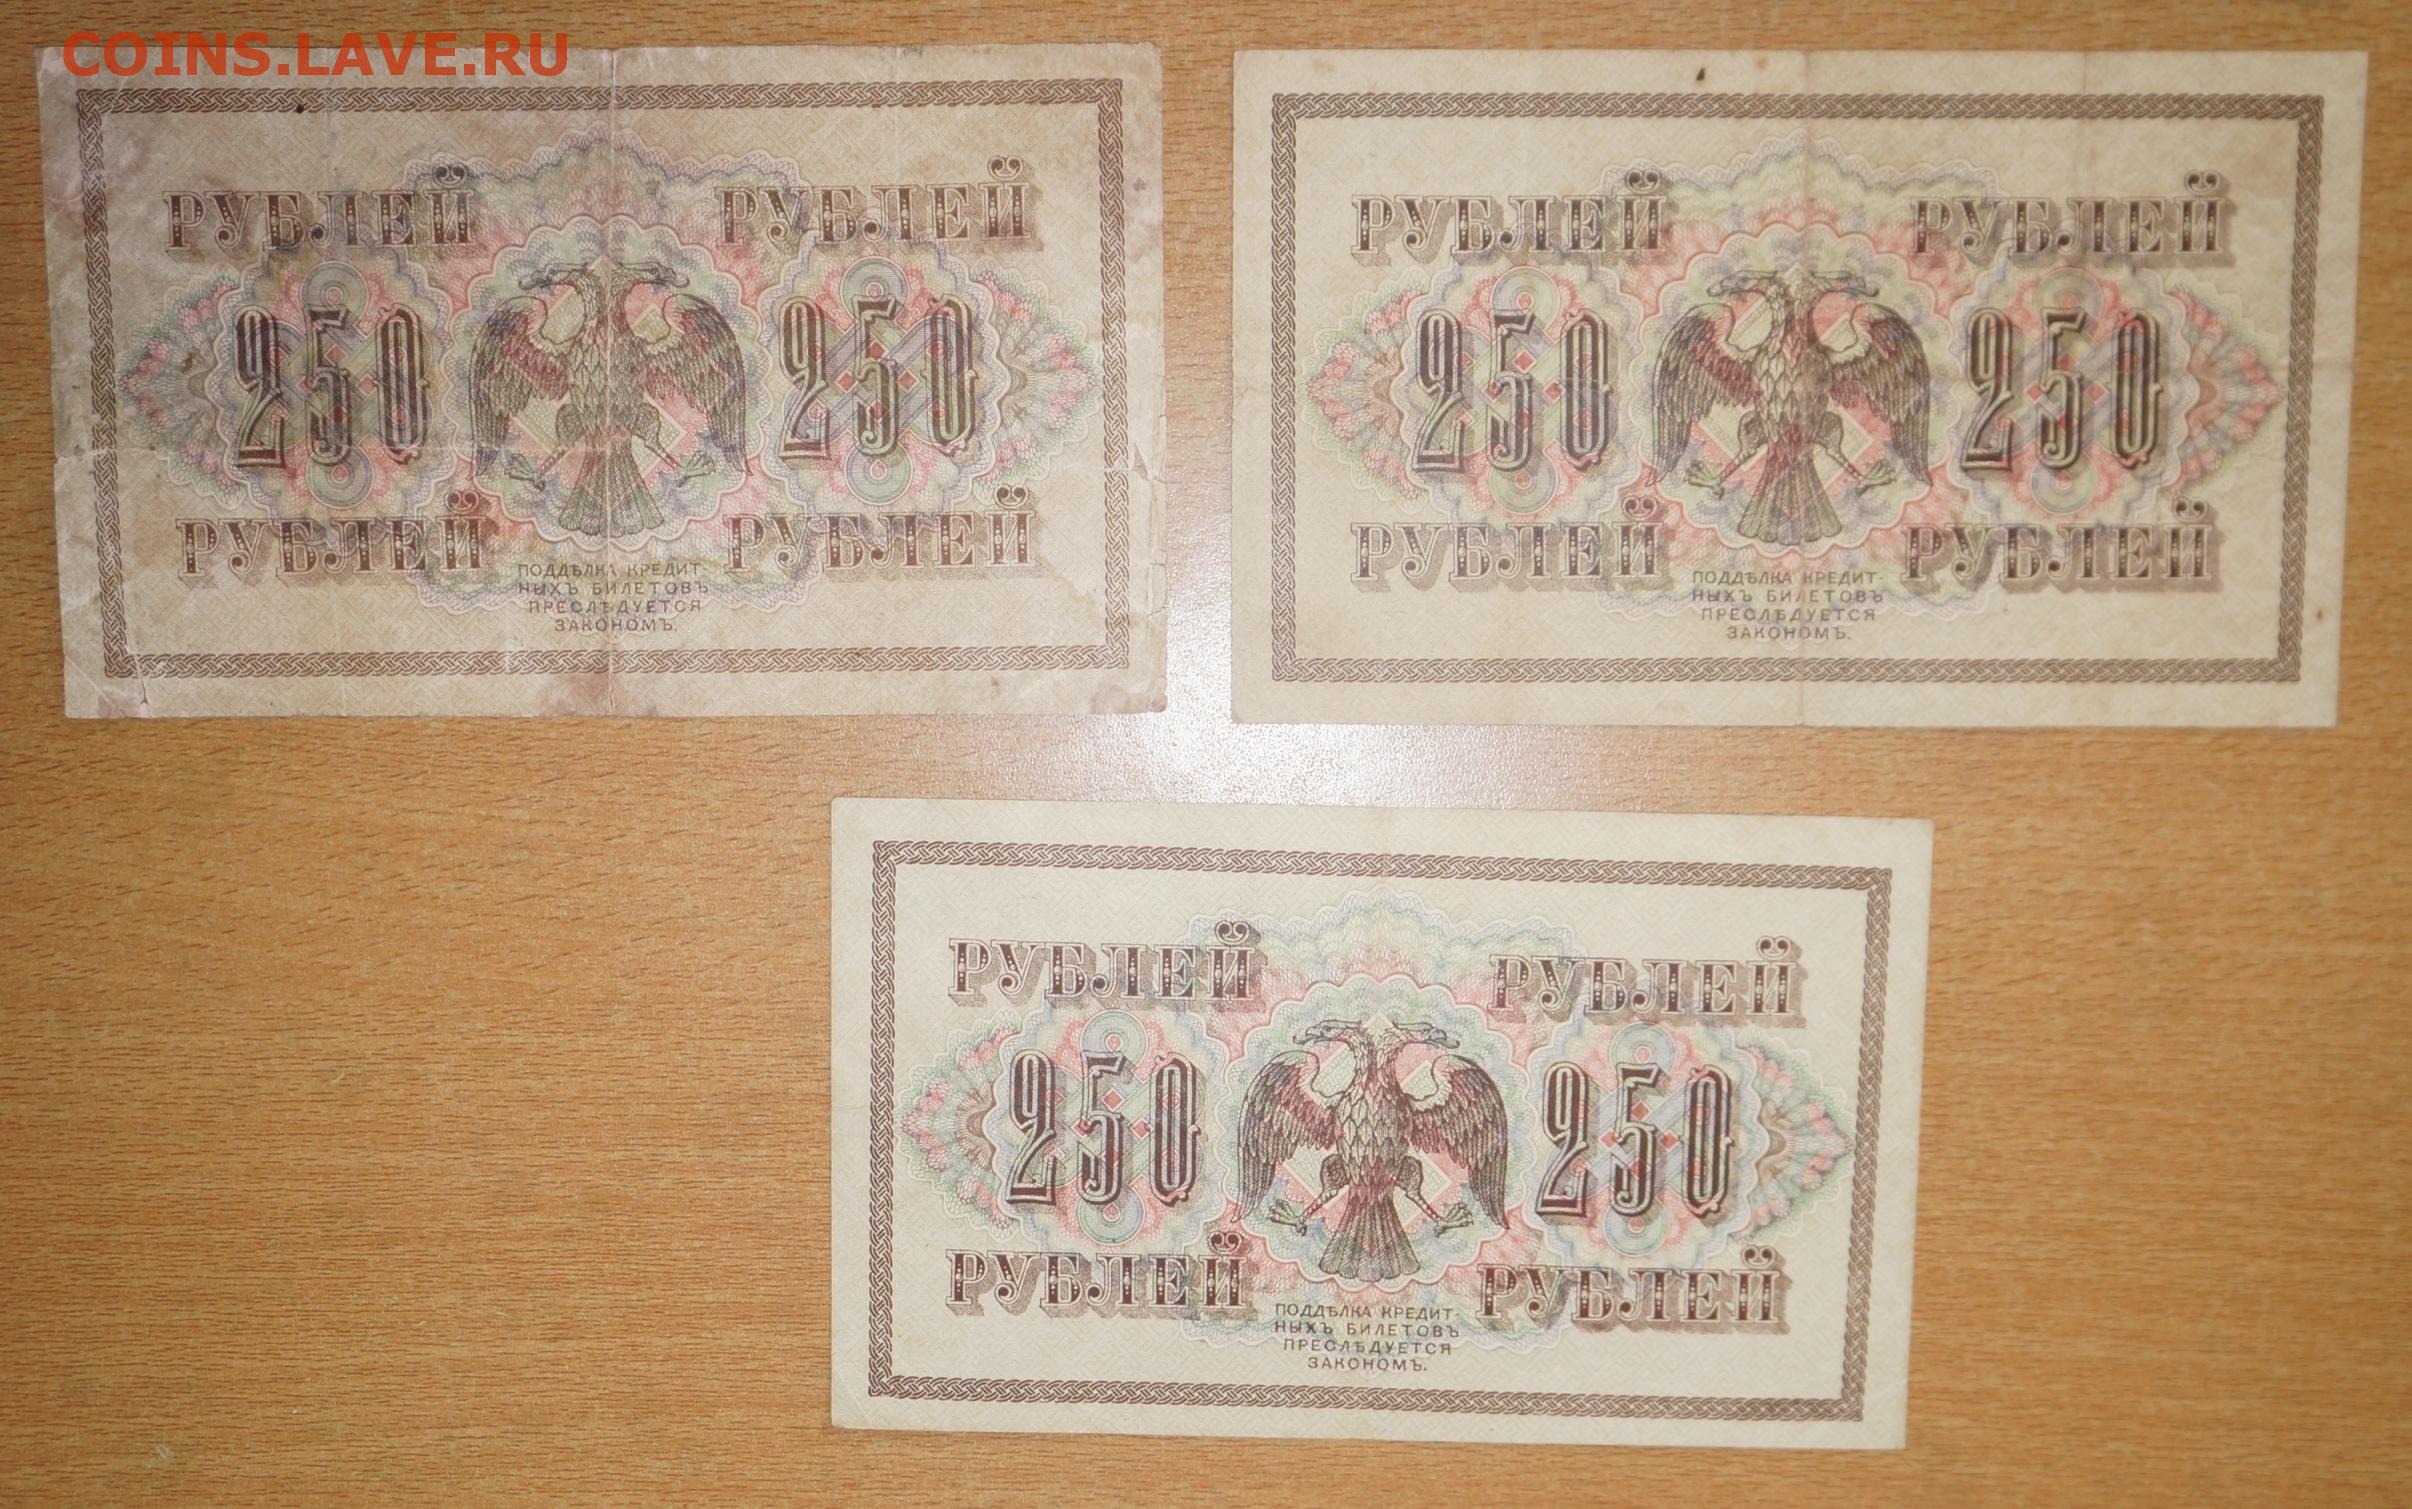 COINS.LAVE.RU
РУБЛЕЙ РУБЛЕЙ
250 250
РУБЛЕЙ РУБЛЕЙ
ПОДДѢЛКА КРЕДИТ-
НЫХЪ БИЛЕТОВЪ
ПРЕСЛѢДУЕТСЯ
ЗАКОНОМЪ.
РУБЛЕЙ РУБЛЕЙ
250 250
РУБЛЕЙ РУБЛЕЙ
ПОДДѢЛКА КРЕДИТ-
НЫХЪ БИЛЕТОВЪ
ПРЕСЛѢДУЕТСЯ
ЗАКОНОМЪ.
РУБЛЕЙ РУБЛЕЙ
250 250
РУБЛЕЙ РУБЛЕЙ
ПОДДѢЛКА КРЕДИТ-
НЫХЪ БИЛЕТОВЪ
ПРЕСЛѢДУЕТСЯ
ЗАКОНОМЪ.